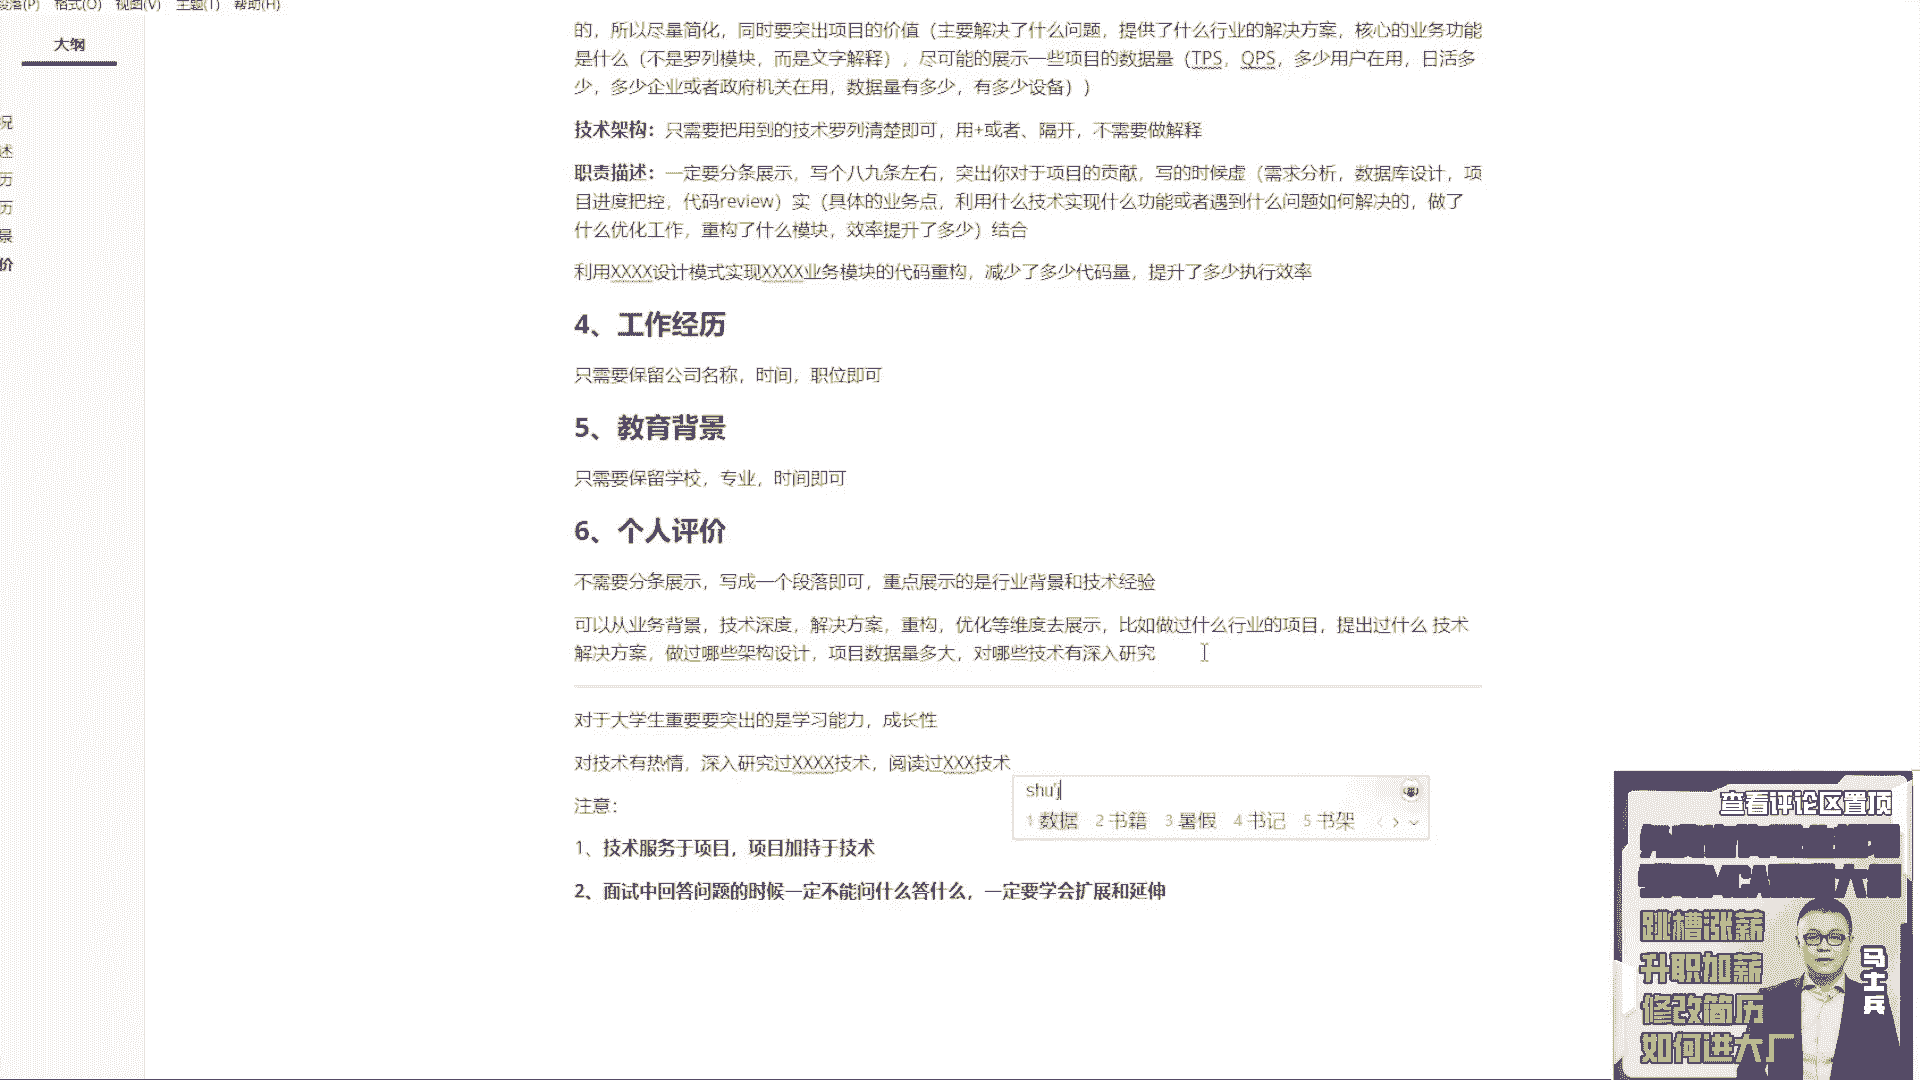 段落(P) 格式(O) 视图(V) 主题(T) 帮助(H)
大纲
况
述
历
历
景
价
的，所以尽量简化，同时要突出项目的价值（主要解决了什么问题，提供了什么行业的解决方案，核心的业务功能
是什么（不是罗列模块，而是文字解释），尽可能的展示一些项目的数据量（TPS，QPS，多少用户在用，日活多
少，多少企业或者政府机关在用，数据量有多少，有多少设备））
技术架构：只需要把用到的技术罗列清楚即可，用+或者、隔开，不需要做解释
职责描述：一定要分条展示，写个八九条左右，突出你对于项目的贡献，写的时候虚（需求分析，数据库设计，项
目进度把控，代码review）实（具体的业务点，利用什么技术实现什么功能或者遇到什么问题如何解决的，做了
什么优化工作，重构了什么模块，效率提升了多少）结合
利用XXXX设计模式实现XXXX业务模块的代码重构，减少了多少代码量，提升了多少执行效率
4、工作经历
只需要保留公司名称，时间，职位即可
5、教育背景
只需要保留学校，专业，时间即可
6、个人评价
不需要分条展示，写成一个段落即可，重点展示的是行业背景和技术经验
可以从业务背景，技术深度，解决方案，重构，优化等维度去展示，比如做过什么行业的项目，提出过什么 技术
解决方案，做过哪些架构设计，项目数据量多大，对哪些技术有深入研究
对于大学生重要要突出的是学习能力，成长性
对技术有热情，深入研究过XXXX技术，阅读过XXX技术
shu'j
1 数据 2 书籍 3 暑假 4 书记 5 书架
注意：
1、技术服务于项目，项目加持于技术
2、面试中回答问题的时候一定不能问什么答什么，一定要学会扩展和延伸
查看评论区置顶
跳槽涨薪
升职加薪
修改简历
如何进大厂
马士兵